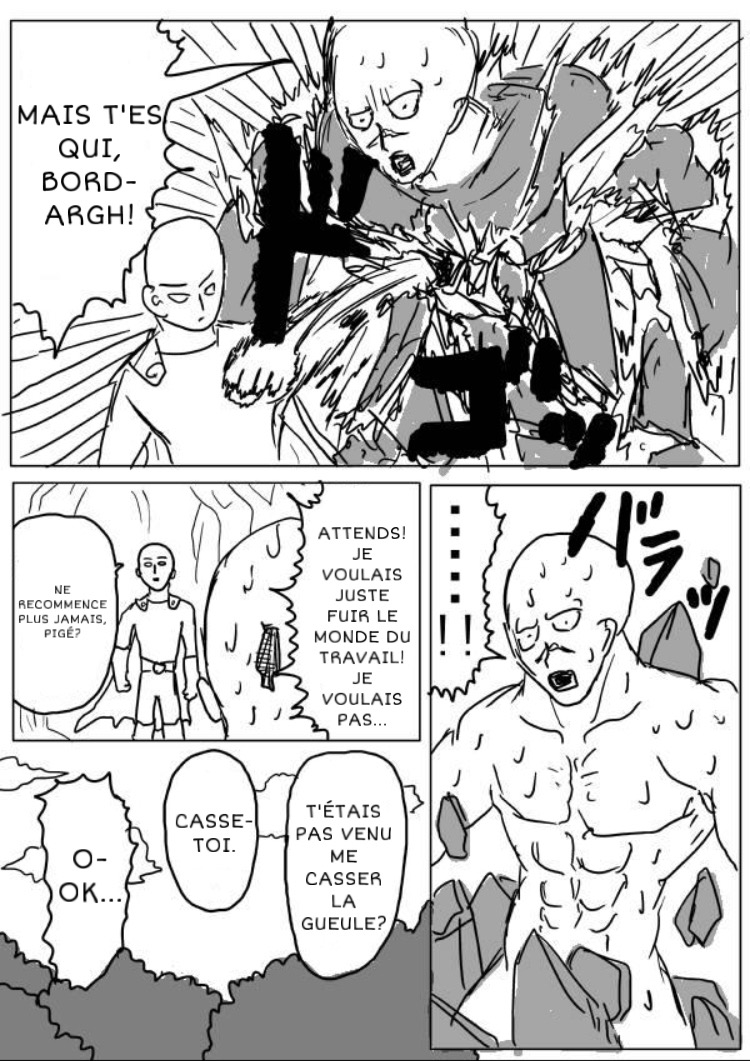 MAIS T'ES
QUI,
BORD-
ARGH!
ドゴッ
バラッ
......!!
ATTENDS!
JE
VOULAIS
JUSTE
FUIR LE
MONDE DU
TRAVAIL!
JE
VOULAIS
PAS...
NE
RECOMMENCE
PLUS JAMAIS,
PIGÉ?
T'ÉTAIS
PAS VENU
ME
CASSER
LA
GUEULE?
CASSE-
TOI.
O-
OK...